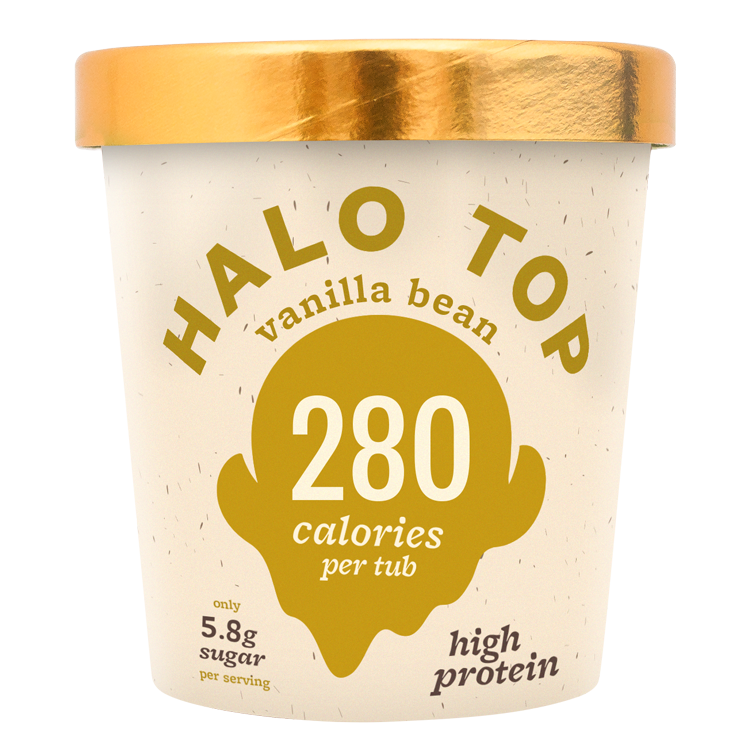 HALO TOP
vanilla bean
280
calories
per tub
only
5.8g
sugar
per serving
high
protein